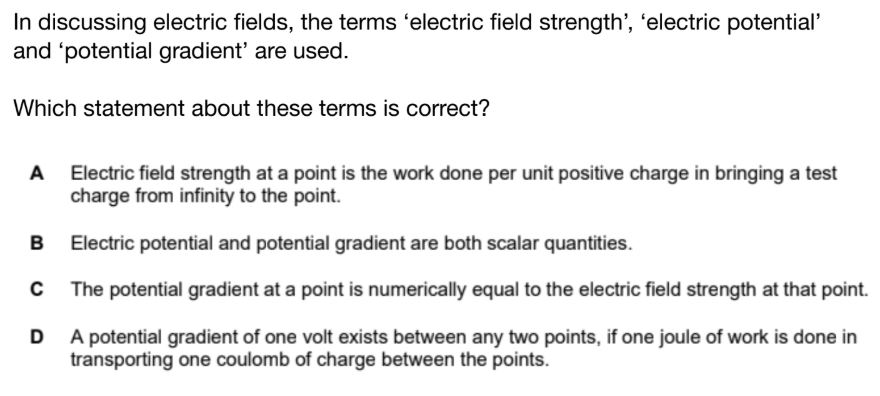 In discussing electric fields, the terms ‘electric field strength’, ‘electric potential’
and ‘potential gradient’ are used.
Which statement about these terms is correct?
A Electric field strength at a point is the work done per unit positive charge in bringing a test
charge from infinity to the point.
B Electric potential and potential gradient are both scalar quantities.
C The potential gradient at a point is numerically equal to the electric field strength at that point.
D A potential gradient of one volt exists between any two points, if one joule of work is done in
transporting one coulomb of charge between the points.